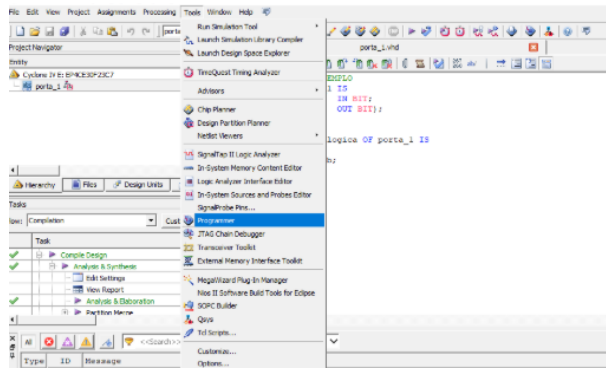 File Edit View Project Assignments Processing Tools Window Help
Project Navigator
Entity
Cyclone IV E: EP4CE30F23C7
porta_1
Hierarchy Files Design Units
Tasks
Flow: Compilation
Task
Compile Design
Analysis & Synthesis
Edit Settings
View Report
Analysis & Elaboration
Partition Merge
Run Simulation Tool
Launch Simulation Library Compiler
Launch Design Space Explorer
TimeQuest Timing Analyzer
Advisors
Chip Planner
Design Partition Planner
Netlist Viewers
SignalTap II Logic Analyzer
In-System Memory Content Editor
Logic Analyzer Interface Editor
In-System Sources and Probes Editor
SignalProbe Pins...
Programmer
JTAG Chain Debugger
Transceiver Toolkit
External Memory Interface Toolkit
MegaWizard Plug-In Manager
Nios II Software Build Tools for Eclipse
SOPC Builder
Qsys
Tcl Scripts...
Customize...
Options...
porta_1.vhd
EMPLO
1 IS
IN BIT;
OUT BIT);
logica OF porta_1 IS
b;
All <<Search>>
Type ID Message